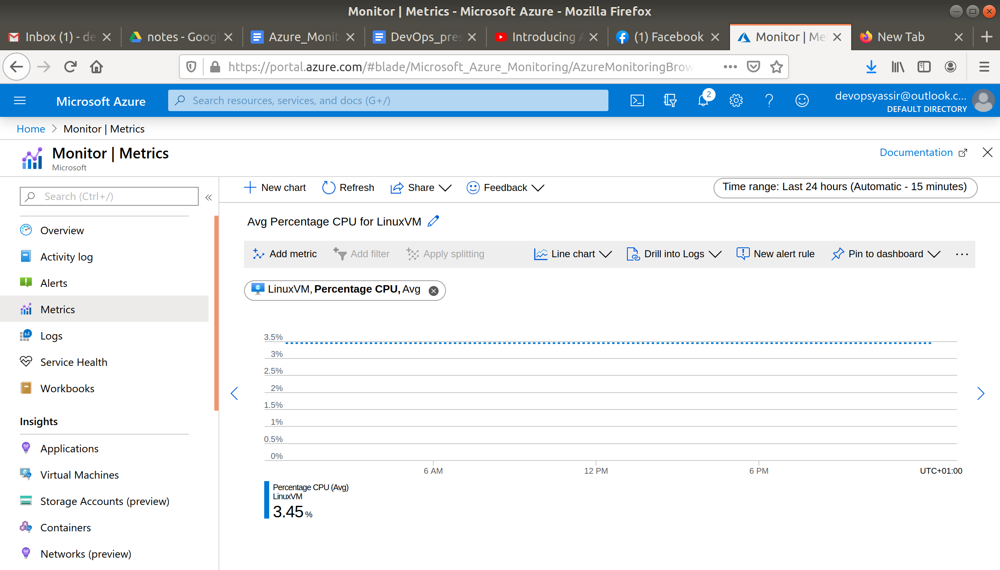 Monitor | Metrics - Microsoft Azure - Mozilla Firefox
Inbox (1) - de
notes - Googl
Azure_Monit
DevOps_pres
Introducing A
(1) Facebook
Monitor | Met
New Tab
https://portal.azure.com/#blade/Microsoft_Azure_Monitoring/AzureMonitoringBrow
Microsoft Azure
Search resources, services, and docs (G+/)
2
devopsyassir@outlook.c...
DEFAULT DIRECTORY
Home > Monitor | Metrics
Monitor | Metrics
Microsoft
Documentation
Search (Ctrl+/)
«
Overview
Activity log
Alerts
Metrics
Logs
Service Health
Workbooks
Insights
Applications
Virtual Machines
Storage Accounts (preview)
Containers
Networks (preview)
New chart
Refresh
Share
Feedback
Time range: Last 24 hours (Automatic - 15 minutes)
Avg Percentage CPU for LinuxVM
Add metric
Add filter
Apply splitting
Line chart
Drill into Logs
New alert rule
Pin to dashboard
...
LinuxVM, Percentage CPU, Avg
3.5%
3%
2.5%
2%
1.5%
1%
0.5%
0%
6 AM
12 PM
6 PM
UTC+01:00
Percentage CPU (Avg)
LinuxVM
3.45 %